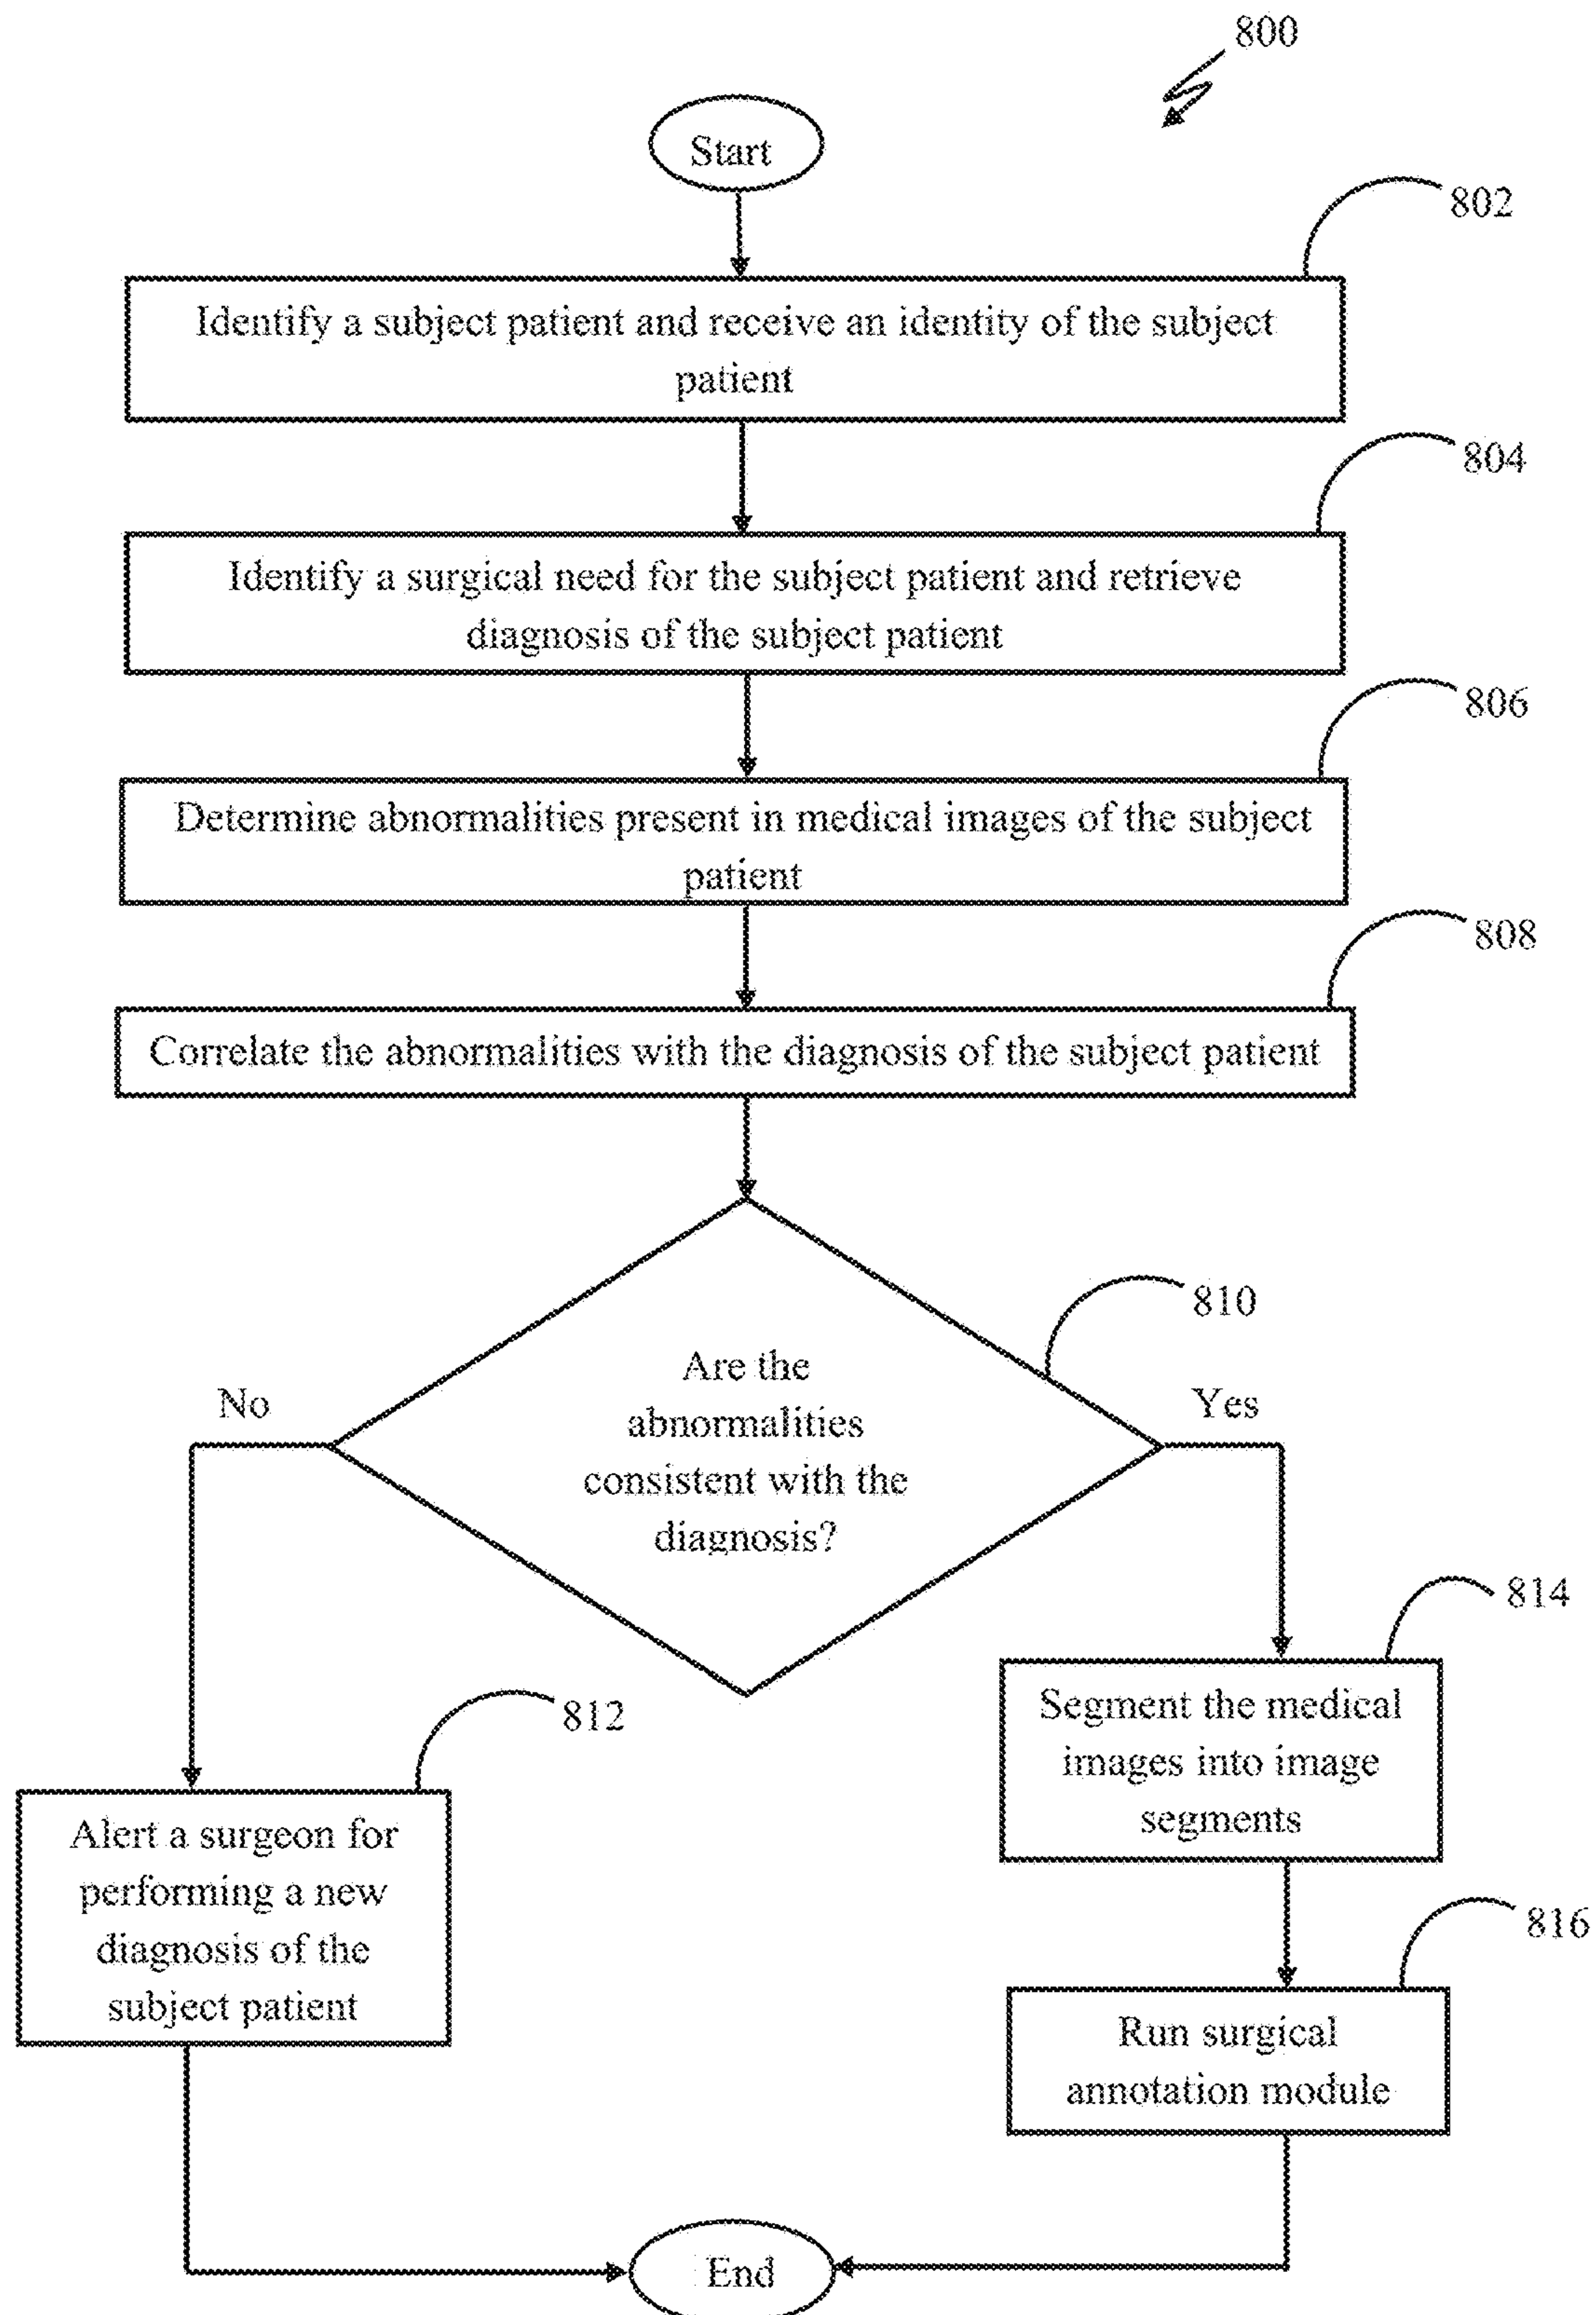 800
Start
802
Identify a subject patient and receive an identity of the subject
patient
804
Identify a surgical need for the subject patient and retrieve
diagnosis of the subject patient
806
Determine abnormalities present in medical images of the subject
patient
808
Correlate the abnormalities with the diagnosis of the subject patient
810
Are the
abnormalities
consistent with the
diagnosis?
No
Yes
812
Alert a surgeon for
performing a new
diagnosis of the
subject patient
814
Segment the medical
images into image
segments
816
Run surgical
annotation module
End